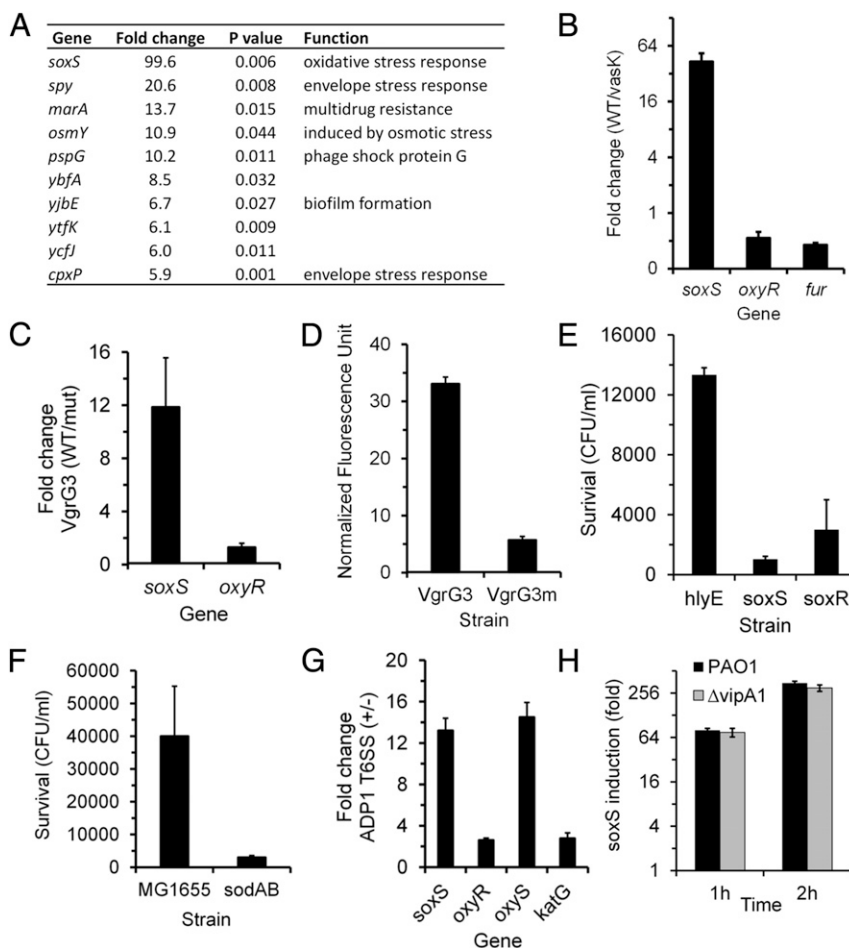 A
Gene Fold change P value Function
soxS 99.6 0.006 oxidative stress response
spy 20.6 0.008 envelope stress response
marA 13.7 0.015 multidrug resistance
osmY 10.9 0.044 induced by osmotic stress
pspG 10.2 0.011 phage shock protein G
ybfA 8.5 0.032
yjbE 6.7 0.027 biofilm formation
ytfK 6.1 0.009
ycfJ 6.0 0.011
cpxP 5.9 0.001 envelope stress response
B
Fold change (WT/vasK)
64
16
4
1
0
soxS oxyR fur
Gene
C
Fold change
VgrG3 (WT/mut)
16
12
8
4
0
soxS oxyR
Gene
D
Normalized Fluorescence Unit
40
30
20
10
0
VgrG3 VgrG3m
Strain
E
Surivial (CFU/ml)
16000
12000
8000
4000
0
hlyE soxS soxR
Strain
F
Survival (CFU/ml)
60000
50000
40000
30000
20000
10000
0
MG1655 sodAB
Strain
G
Fold change
ADP1 T6SS (+/-)
20
16
12
8
4
0
soxS oxyR oxyS katG
Gene
H
PAO1
ΔvipA1
soxS induction (fold)
256
64
16
4
1
1h 2h
Time